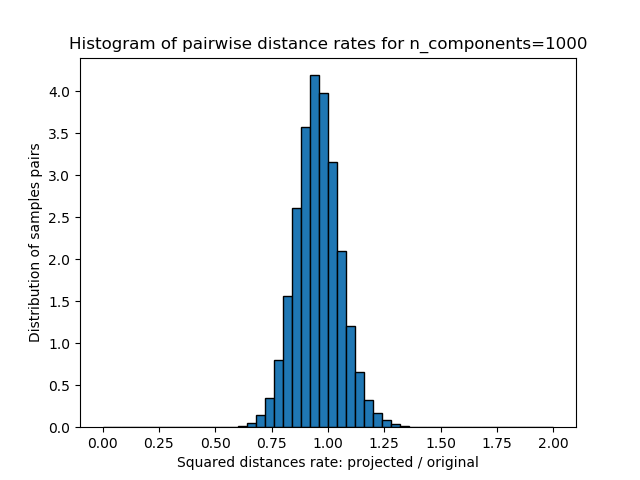 Histogram of pairwise distance rates for n_components=1000
Distribution of samples pairs
4.0
3.5
3.0
2.5
2.0
1.5
1.0
0.5
0.0
0.00 0.25 0.50 0.75 1.00 1.25 1.50 1.75 2.00
Squared distances rate: projected / original